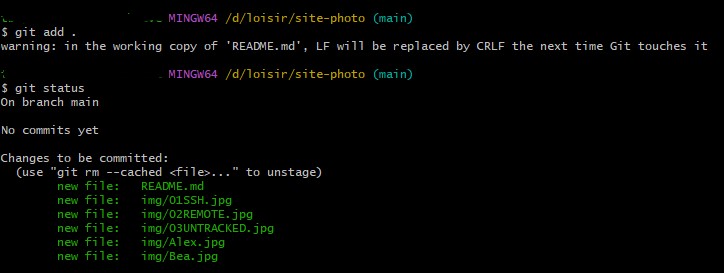 MINGW64 /d/loisir/site-photo (main)
$ git add .
warning: in the working copy of 'README.md', LF will be replaced by CRLF the next time Git touches it
MINGW64 /d/loisir/site-photo (main)
$ git status
On branch main
No commits yet
Changes to be committed:
(use "git rm --cached <file>..." to unstage)
new file: README.md
new file: img/01SSH.jpg
new file: img/02REMOTE.jpg
new file: img/03UNTRACKED.jpg
new file: img/Alex.jpg
new file: img/Bea.jpg